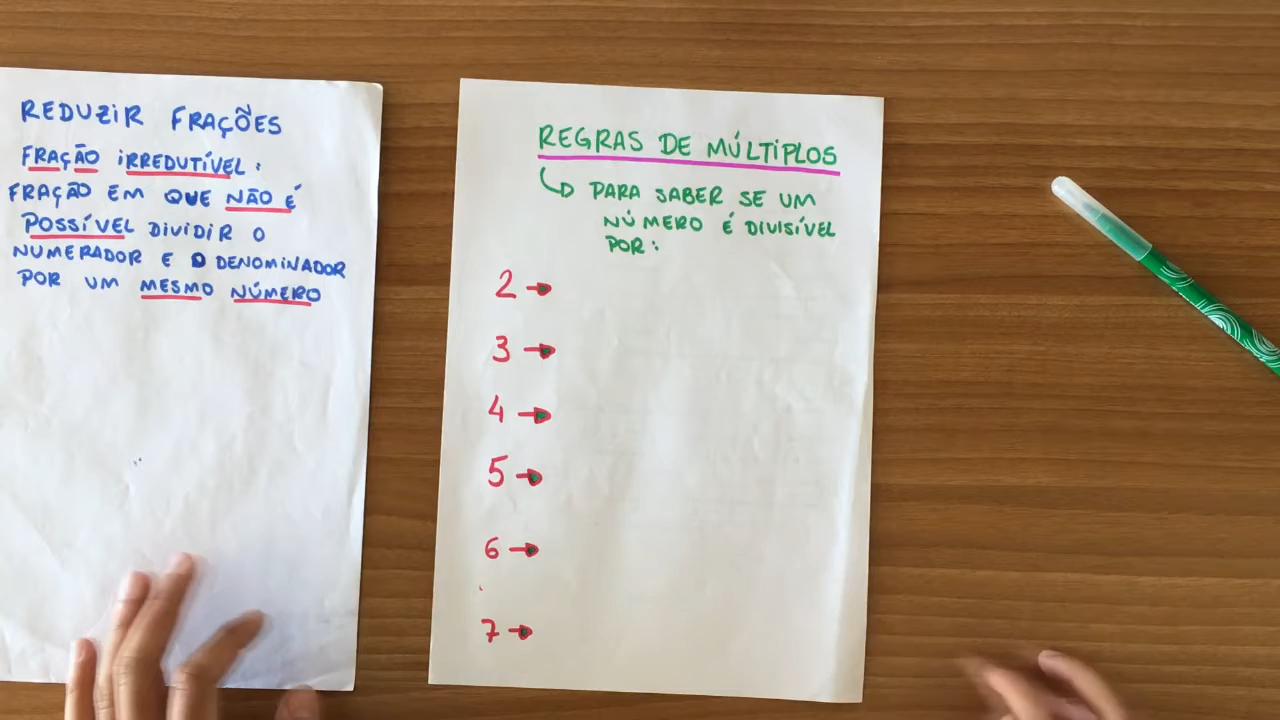 REDUZIR FRAÇÕES
FRAÇÃO IRREDUTÍVEL:
FRAÇÃO EM QUE NÃO É
POSSÍVEL DIVIDIR O
NUMERADOR E O DENOMINADOR
POR UM MESMO NÚMERO
REGRAS DE MÚLTIPLOS
↳ PARA SABER SE UM
NÚMERO É DIVISÍVEL
POR:
2 →
3 →
4 →
5 →
6 →
7 →